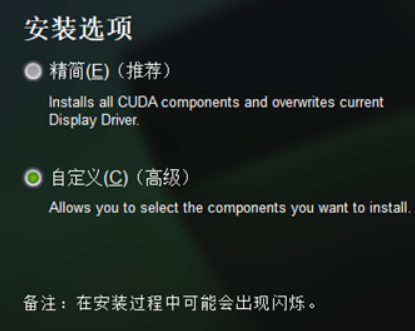 安装选项
精简(E)（推荐）
Installs all CUDA components and overwrites current
Display Driver.
自定义(C)（高级）
Allows you to select the components you want to install.
备注：在安装过程中可能会出现闪烁。